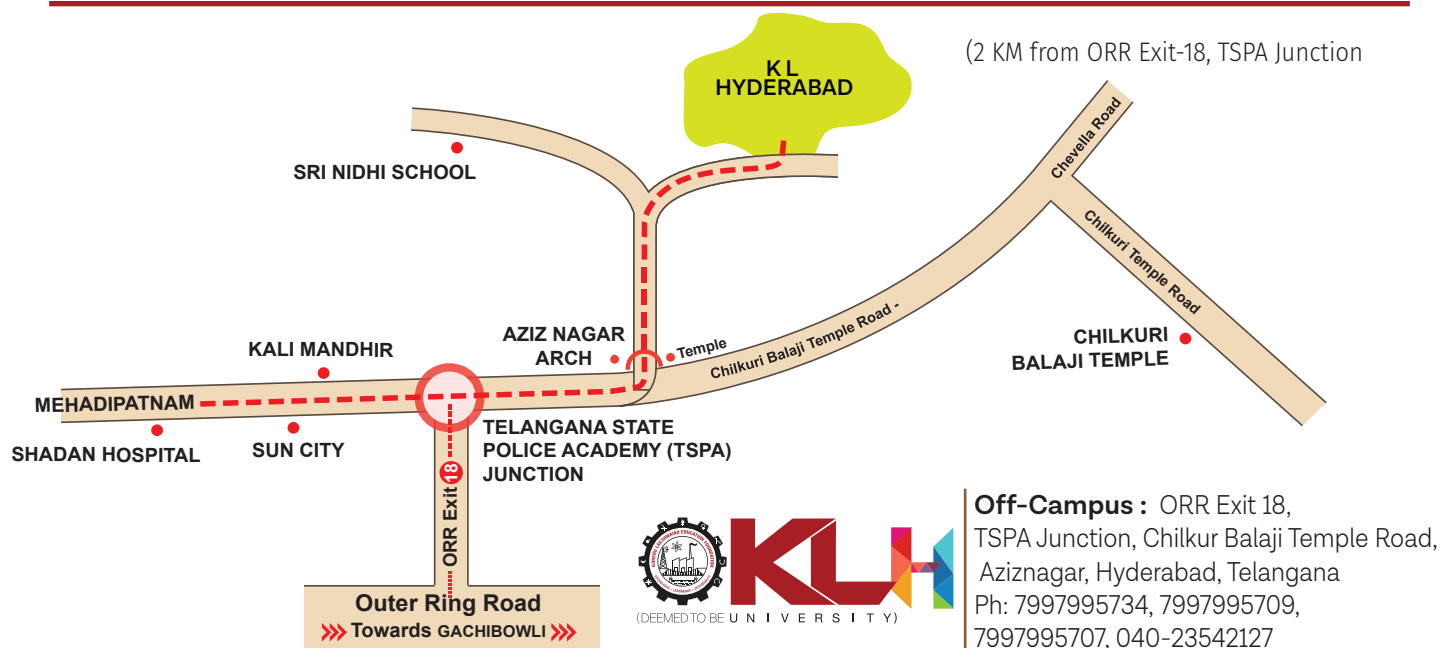 (2 KM from ORR Exit-18, TSPA Junction
K L
HYDERABAD
Chevella Road
SRI NIDHI SCHOOL
Chilkuri Temple Road
AZIZ NAGAR
ARCH
Temple
Chilkuri Balaji Temple Road -
CHILKURI
BALAJI TEMPLE
KALI MANDHIR
MEHADIPATNAM
SHADAN HOSPITAL
SUN CITY
TELANGANA STATE
POLICE ACADEMY (TSPA)
JUNCTION
ORR Exit 18
Outer Ring Road
Towards GACHIBOWLI
KLH
(DEEMED TO BE UNIVERSITY)
Off-Campus : ORR Exit 18,
TSPA Junction, Chilkur Balaji Temple Road,
Aziznagar, Hyderabad, Telangana
Ph: 7997995734, 7997995709,
7997995707, 040-23542127